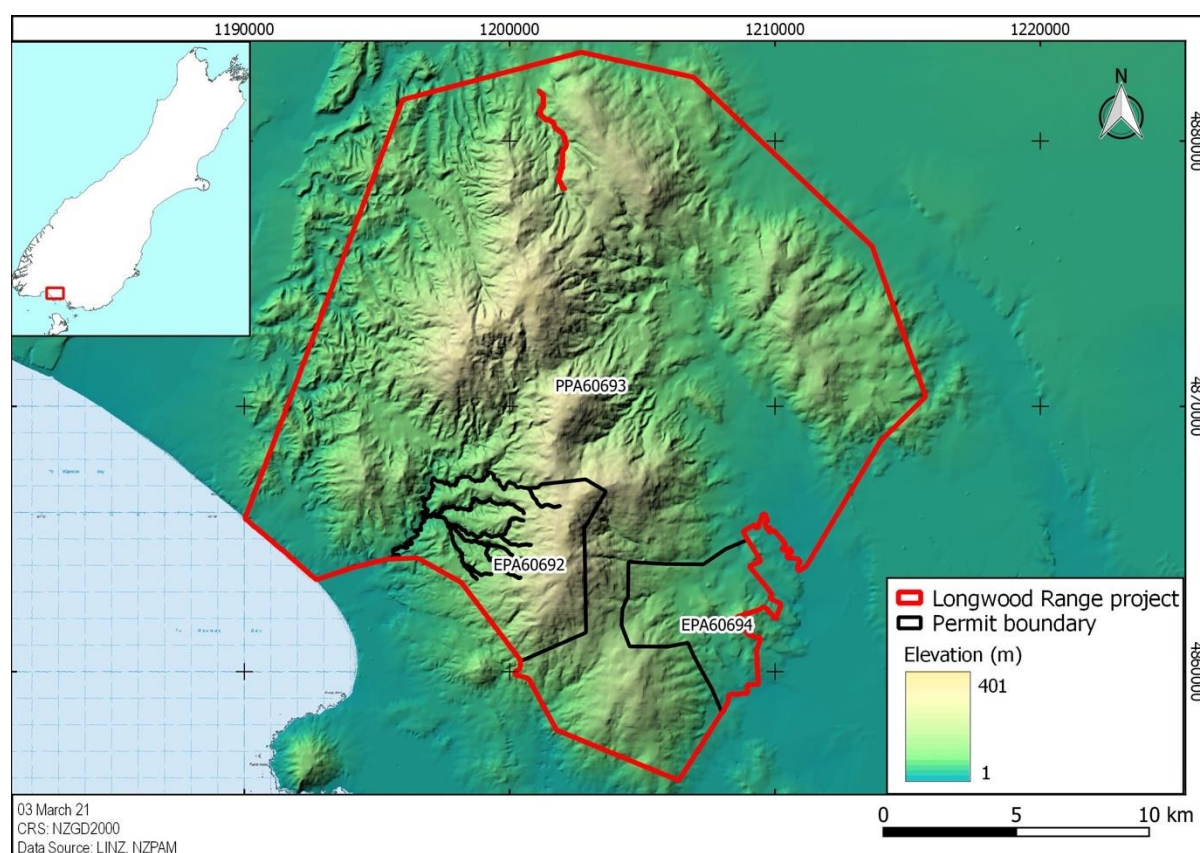 1190000
1200000
1210000
1220000
N
4880000
PPA60693
4870000
EPA60692
EPA60694
Longwood Range project
Permit boundary
Elevation (m)
401
1
4860000
03 March 21
CRS: NZGD2000
Data Source: LINZ, NZPAM
0
5
10 km